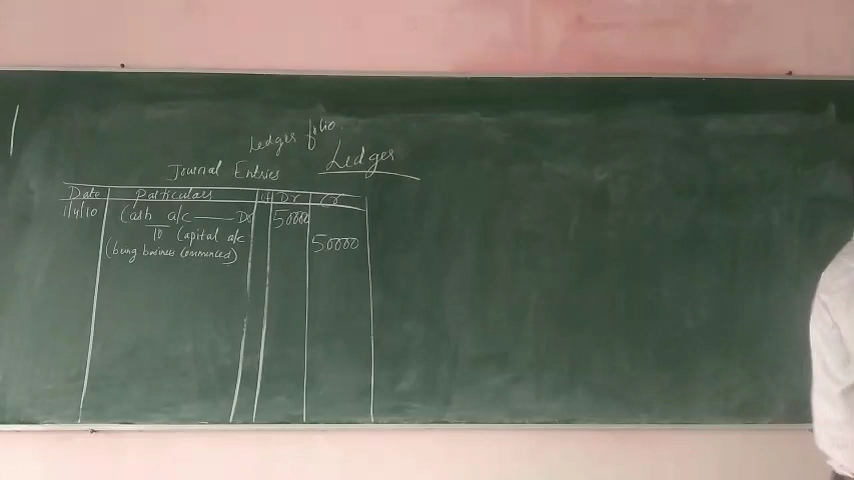 Ledger folio.
Ledger
Journal Entries
Date Particulars lf Dr Cr
1/4/10 Cash a/c Dr 50000
To Capital a/c 50000
(being business commenced)